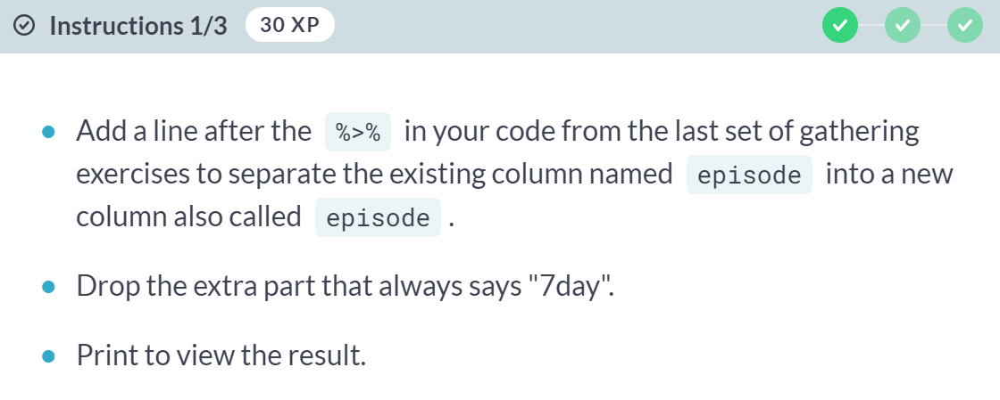 Instructions 1/3 30 XP
Add a line after the %>% in your code from the last set of gathering
exercises to separate the existing column named episode into a new
column also called episode .
Drop the extra part that always says "7day".
Print to view the result.